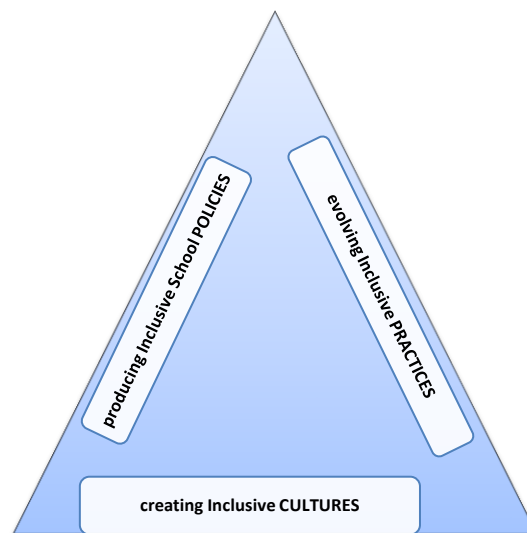 producing Inclusive School POLICIES
evolving Inclusive PRACTICES
creating Inclusive CULTURES